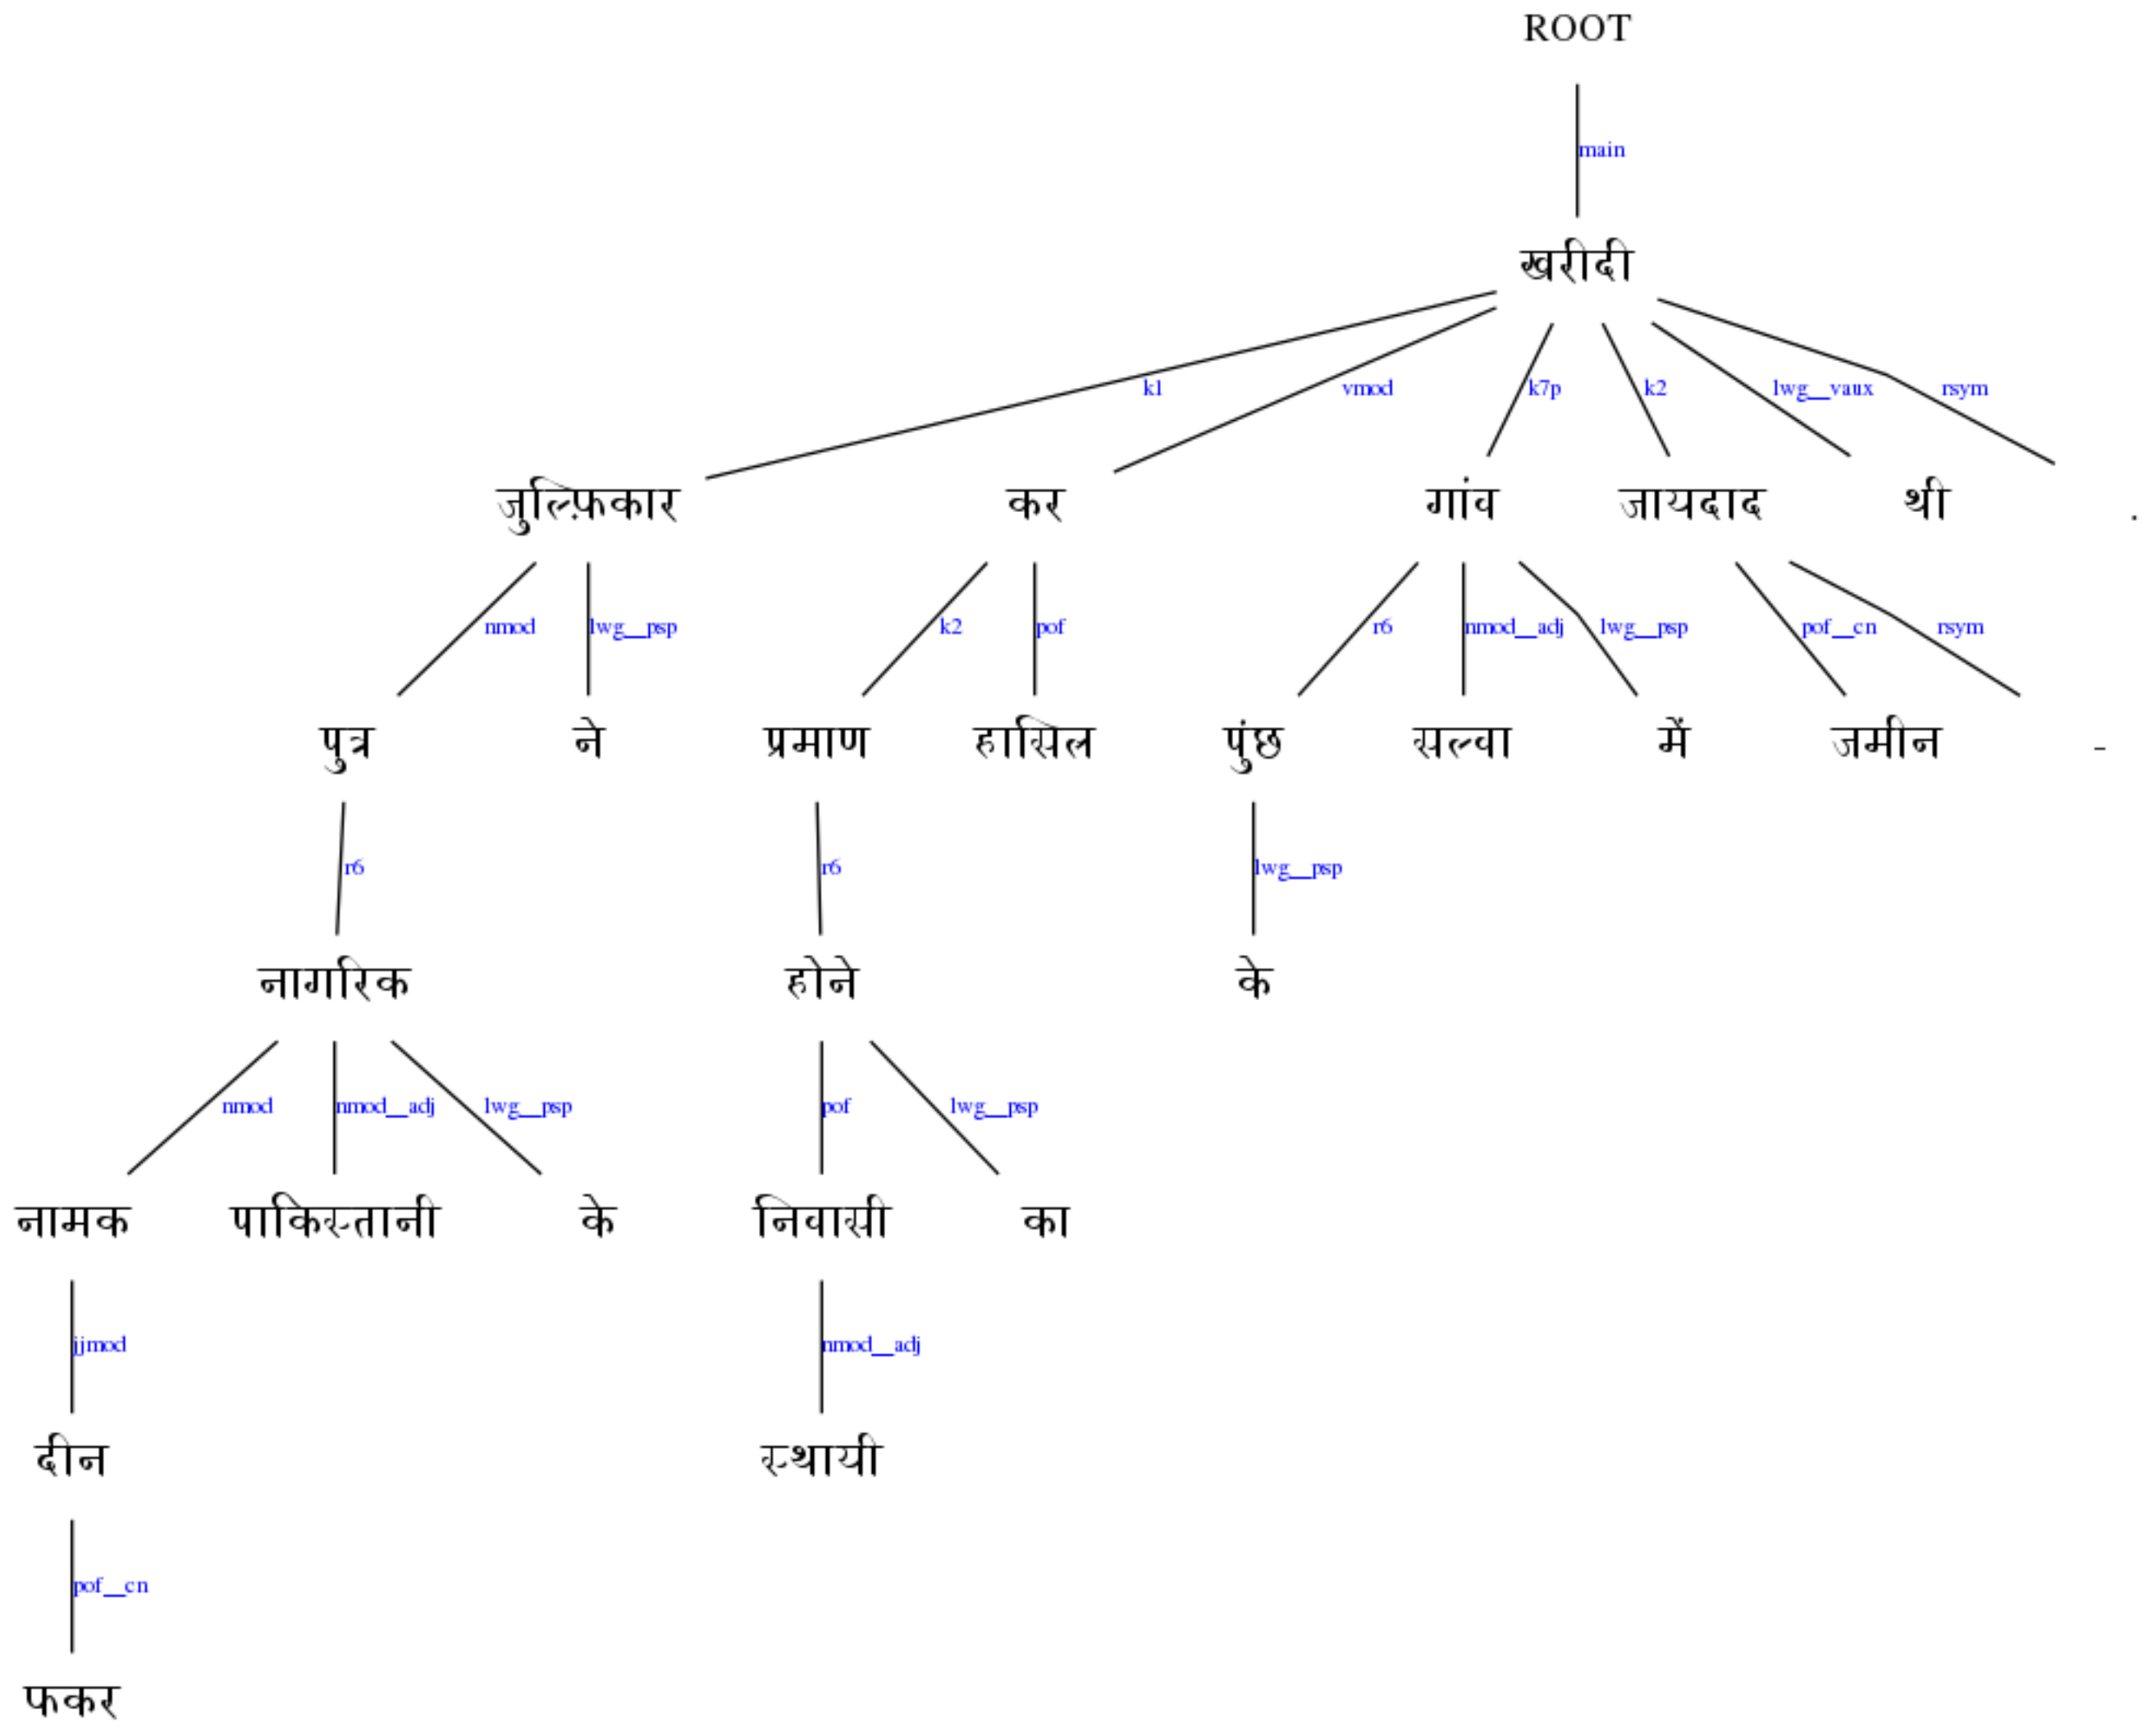 ROOT
main
खरीदी
k1 vmod k7p k2 lwg__vaux rsym
जुल्फ़िकार कर गांव जायदाद थी .
nmod lwg__psp k2 pof r6 nmod__adj lwg__psp pof__cn rsym
पुत्र ने प्रमाण हासिल पुंछ सल्वा में जमीन -
r6 r6 lwg__psp
नागरिक होने के
nmod nmod__adj lwg__psp pof lwg__psp
नामक पाकिस्तानी के निवासी का
jjmod nmod__adj
दीन स्थायी
pof__cn
फकर